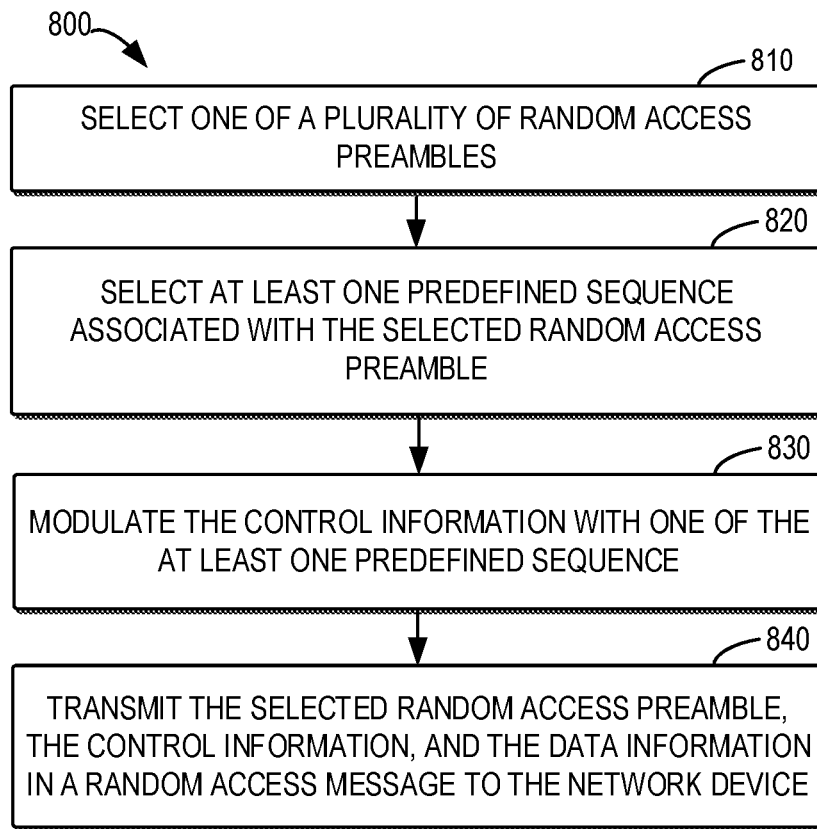 800
810
SELECT ONE OF A PLURALITY OF RANDOM ACCESS
PREAMBLES
820
SELECT AT LEAST ONE PREDEFINED SEQUENCE
ASSOCIATED WITH THE SELECTED RANDOM ACCESS
PREAMBLE
830
MODULATE THE CONTROL INFORMATION WITH ONE OF THE
AT LEAST ONE PREDEFINED SEQUENCE
840
TRANSMIT THE SELECTED RANDOM ACCESS PREAMBLE,
THE CONTROL INFORMATION, AND THE DATA INFORMATION
IN A RANDOM ACCESS MESSAGE TO THE NETWORK DEVICE